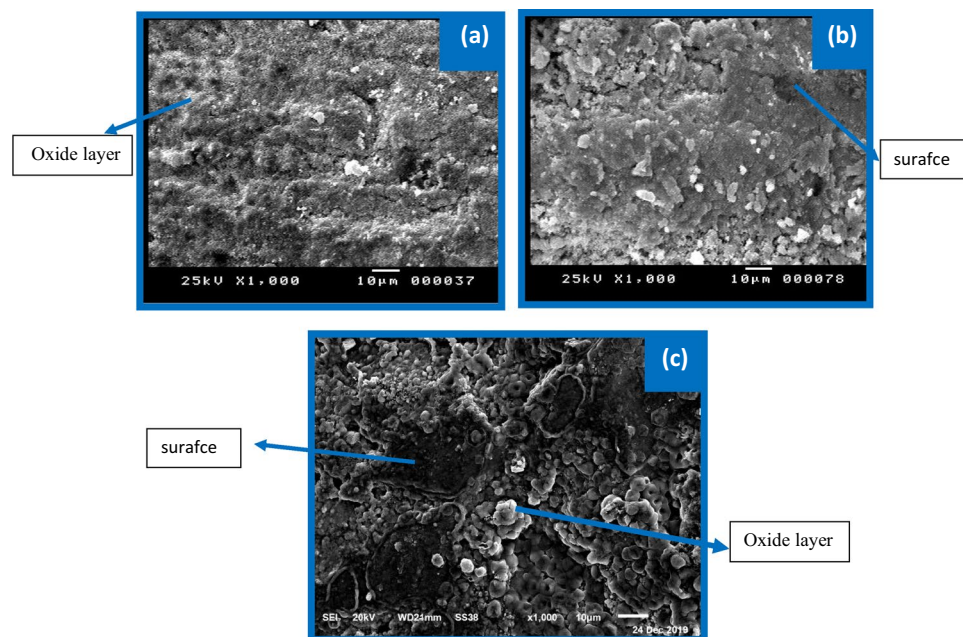 (a)
(b)
Oxide layer
surafce
25kV X1,000 10μm 000037
25kV X1,000 10μm 000078
(c)
surafce
Oxide layer
SEI 20kV WD21mm SS38 x1,000 10μm
24 Dec 2019